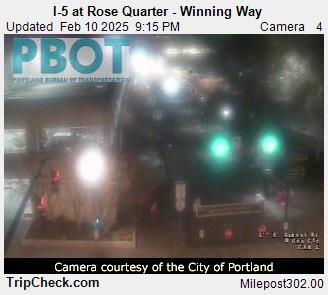 I-5 at Rose Quarter - Winning Way
Updated Feb 10 2025 9:15 PM Camera 4
PBOT
PORTLAND BUREAU OF TRANSPORTATION
Camera courtesy of the City of Portland
TripCheck.com Milepost302.00